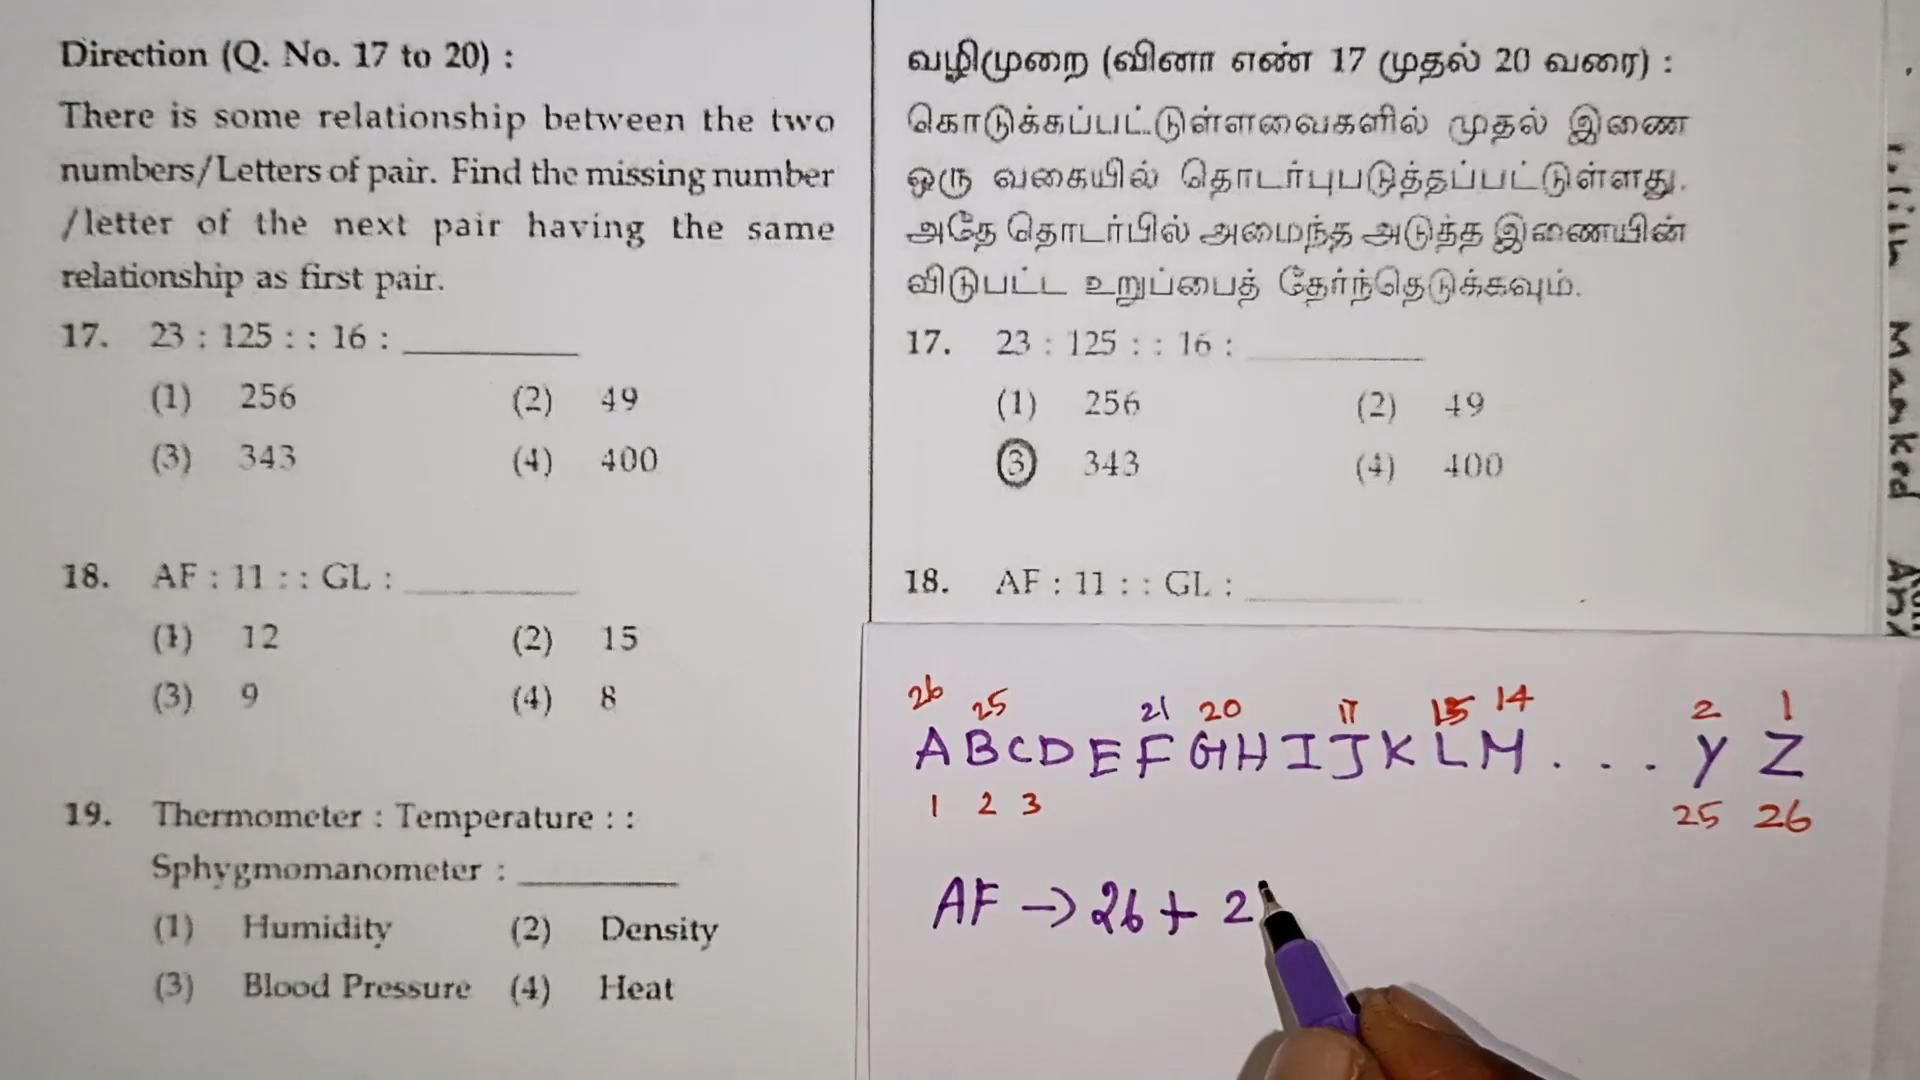 Direction (Q. No. 17 to 20) :
There is some relationship between the two
numbers/Letters of pair. Find the missing number
/letter of the next pair having the same
relationship as first pair.
17. 23 : 125 : : 16 : ________
(1) 256 (2) 49
(3) 343 (4) 400
18. AF : 11 : : GL : ________
(1) 12 (2) 15
(3) 9 (4) 8
19. Thermometer : Temperature : :
Sphygmomanometer : ________
(1) Humidity (2) Density
(3) Blood Pressure (4) Heat
வழிமுறை (வினா எண் 17 முதல் 20 வரை) :
கொடுக்கப்பட்டுள்ளவைகளில் முதல் இணை
ஒரு வகையில் தொடர்புபடுத்தப்பட்டுள்ளது.
அதே தொடர்பில் அமைந்த அடுத்த இணையின்
விடுபட்ட உறுப்பைத் தேர்ந்தெடுக்கவும்.
17. 23 : 125 : : 16 : ________
(1) 256 (2) 49
(3) 343 (4) 400
18. AF : 11 : : GL : ________
26 25 21 20 17 15 14 2 1
A B C D E F G H I J K L M . . . Y Z
1 2 3 25 26
AF → 26 + 2
Marked